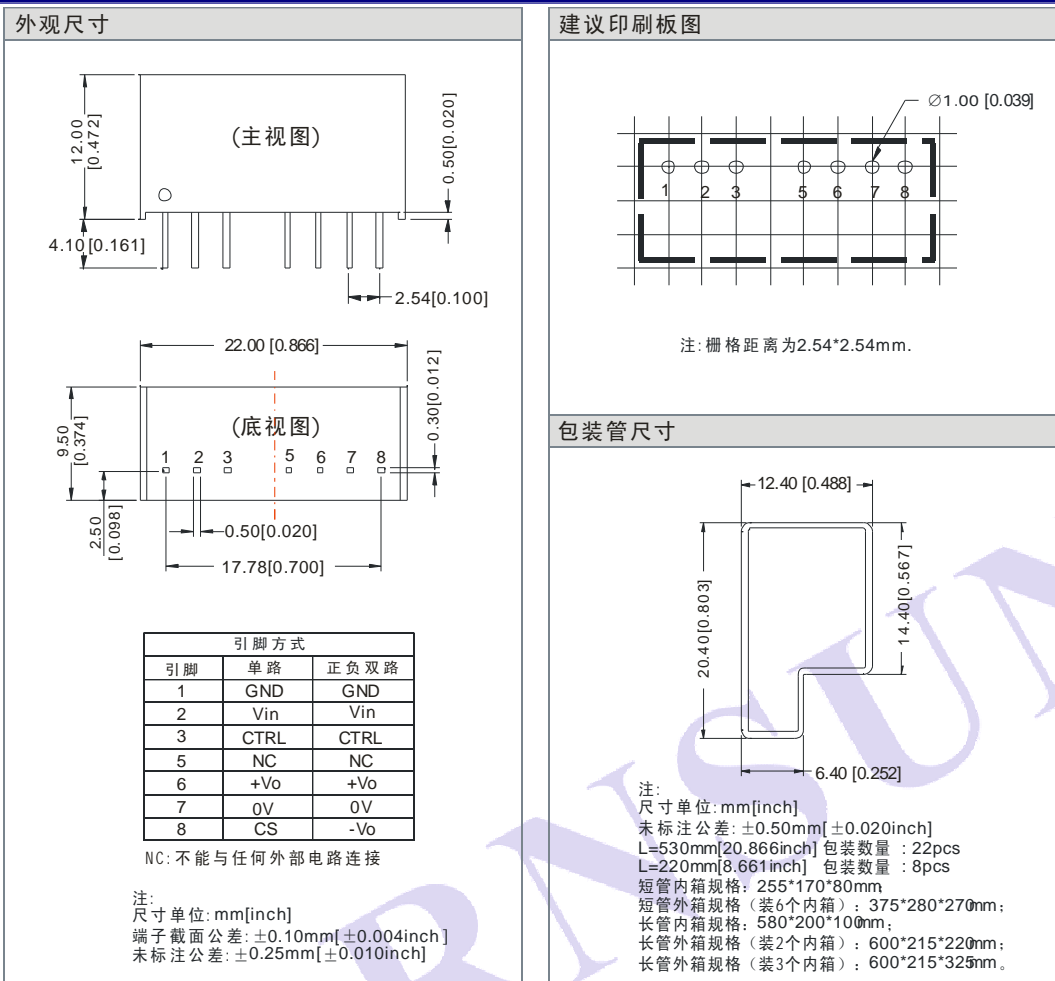 外观尺寸
12.00
[0.472]
(主视图)
0.50[0.020]
4.10 [0.161]
2.54[0.100]
22.00 [0.866]
(底视图)
9.50
[0.374]
0.30[0.012]
1 2 3 5 6 7 8
2.50
[0.098]
0.50[0.020]
17.78[0.700]
引脚方式
引脚 单路 正负双路
1 GND GND
2 Vin Vin
3 CTRL CTRL
5 NC NC
6 +Vo +Vo
7 0V 0V
8 CS -Vo
NC:不能与任何外部电路连接
注:
尺寸单位:mm[inch]
端子截面公差:±0.10mm[±0.004inch]
未标注公差:±0.25mm[±0.010inch]
建议印刷板图
∅1.00 [0.039]
1 2 3 5 6 7 8
注:栅格距离为2.54*2.54mm.
包装管尺寸
12.40 [0.488]
20.40[0.803]
14.40[0.567]
6.40 [0.252]
注:
尺寸单位:mm[inch]
未标注公差:±0.50mm[±0.020inch]
L=530mm[20.866inch] 包装数量 : 22pcs
L=220mm[8.661inch] 包装数量 : 8pcs
短管内箱规格：255*170*80mm;
短管外箱规格（装6个内箱）：375*280*270mm；
长管内箱规格：580*200*100mm；
长管外箱规格（装2个内箱）：600*215*220mm；
长管外箱规格（装3个内箱）：600*215*325mm。
RNSUN